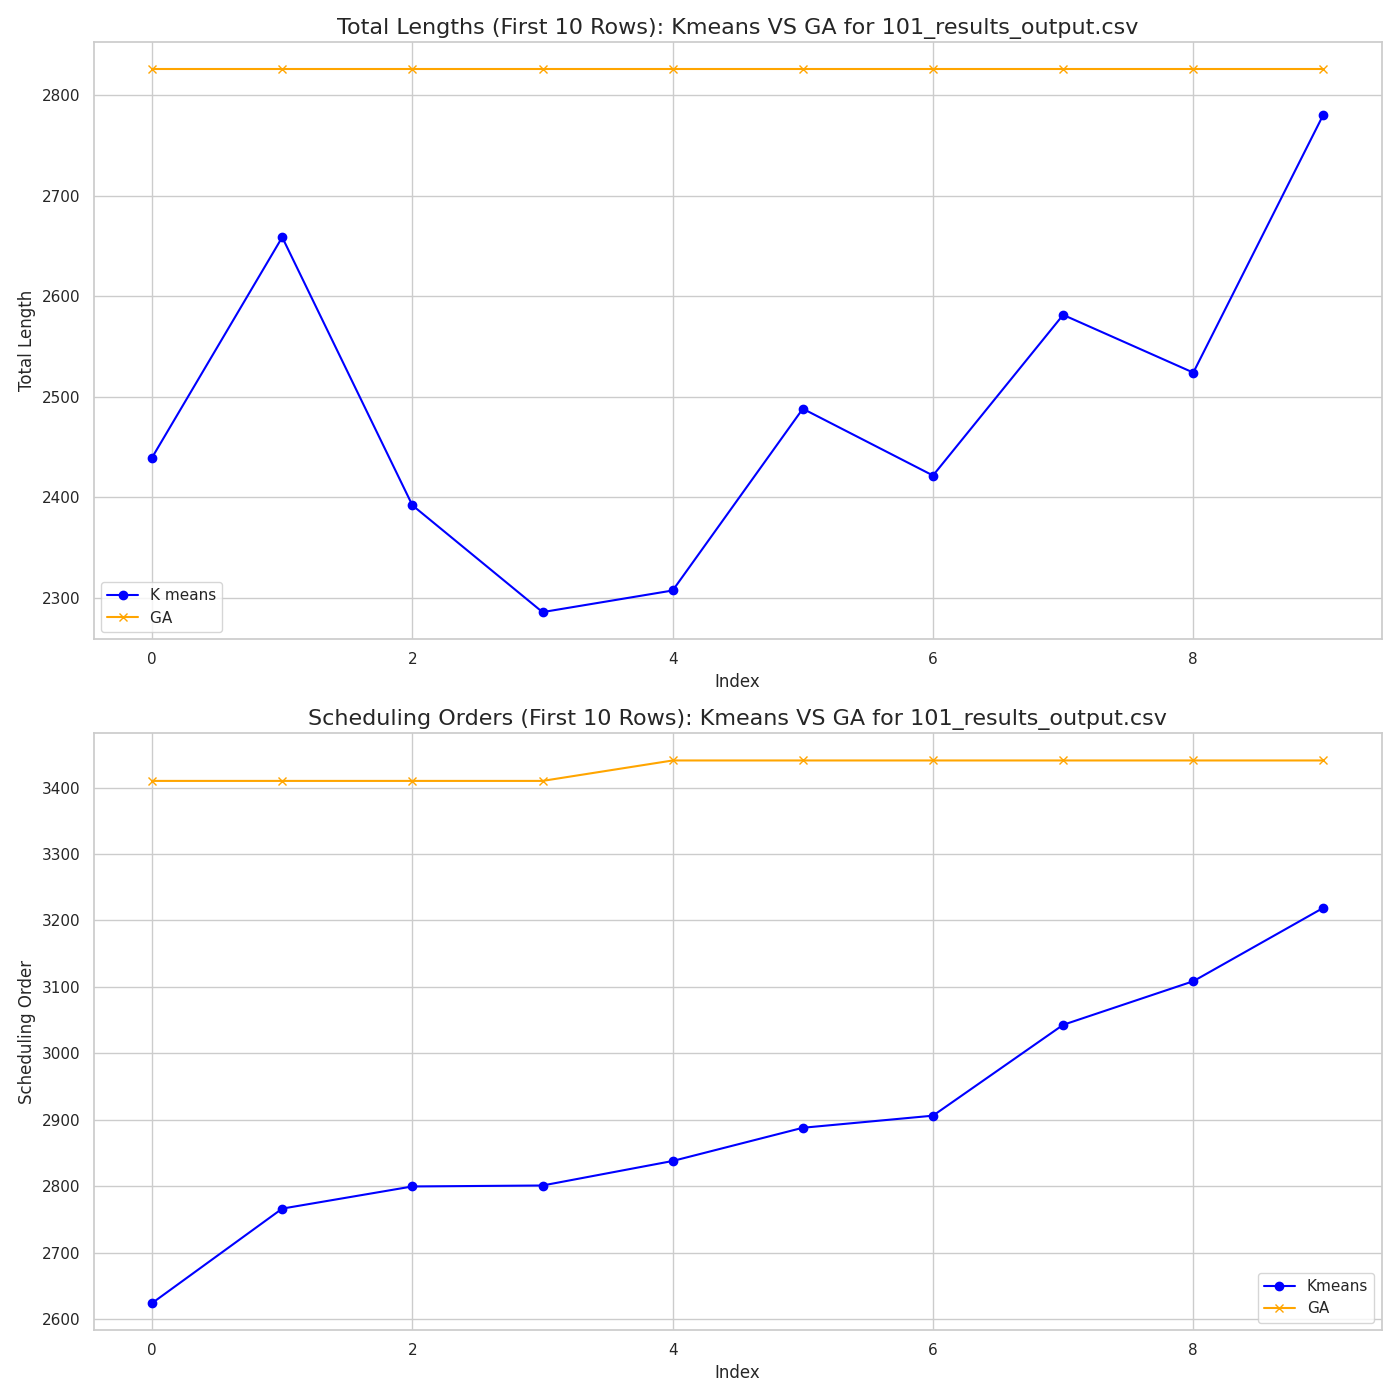 Total Lengths (First 10 Rows): Kmeans VS GA for 101_results_output.csv
2800
2700
2600
2500
2400
2300
Total Length
K means
GA
0 2 4 6 8
Index
Scheduling Orders (First 10 Rows): Kmeans VS GA for 101_results_output.csv
3400
3300
3200
3100
3000
2900
2800
2700
2600
Scheduling Order
Kmeans
GA
0 2 4 6 8
Index